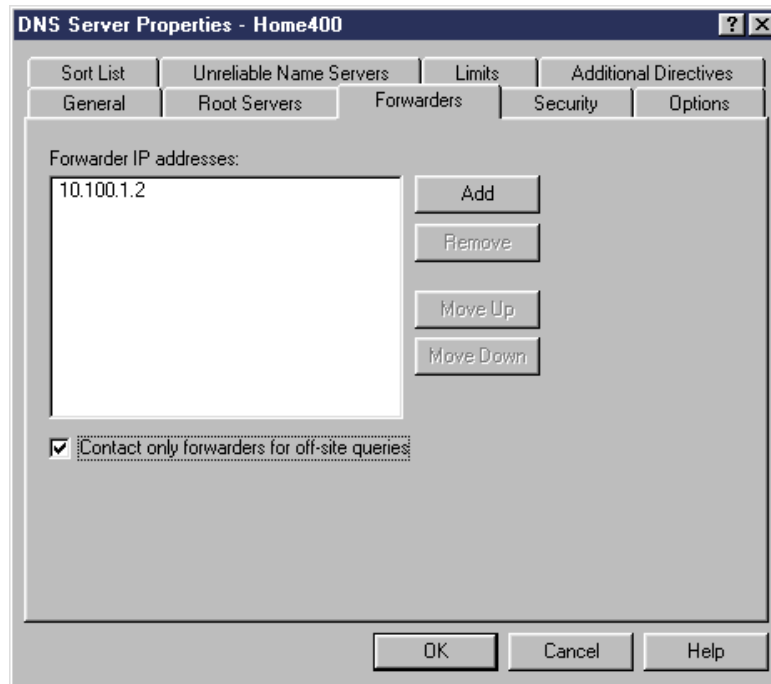 DNS Server Properties - Home400
Sort List Unreliable Name Servers Limits Additional Directives
General Root Servers Forwarders Security Options
Forwarder IP addresses:
10.100.1.2
Add
Remove
Move Up
Move Down
Contact only forwarders for off-site queries
OK Cancel Help